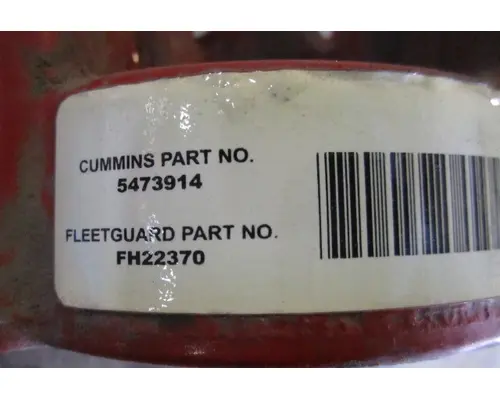 CUMMINS PART NO.
5473914
FLEETGUARD PART NO.
FH22370